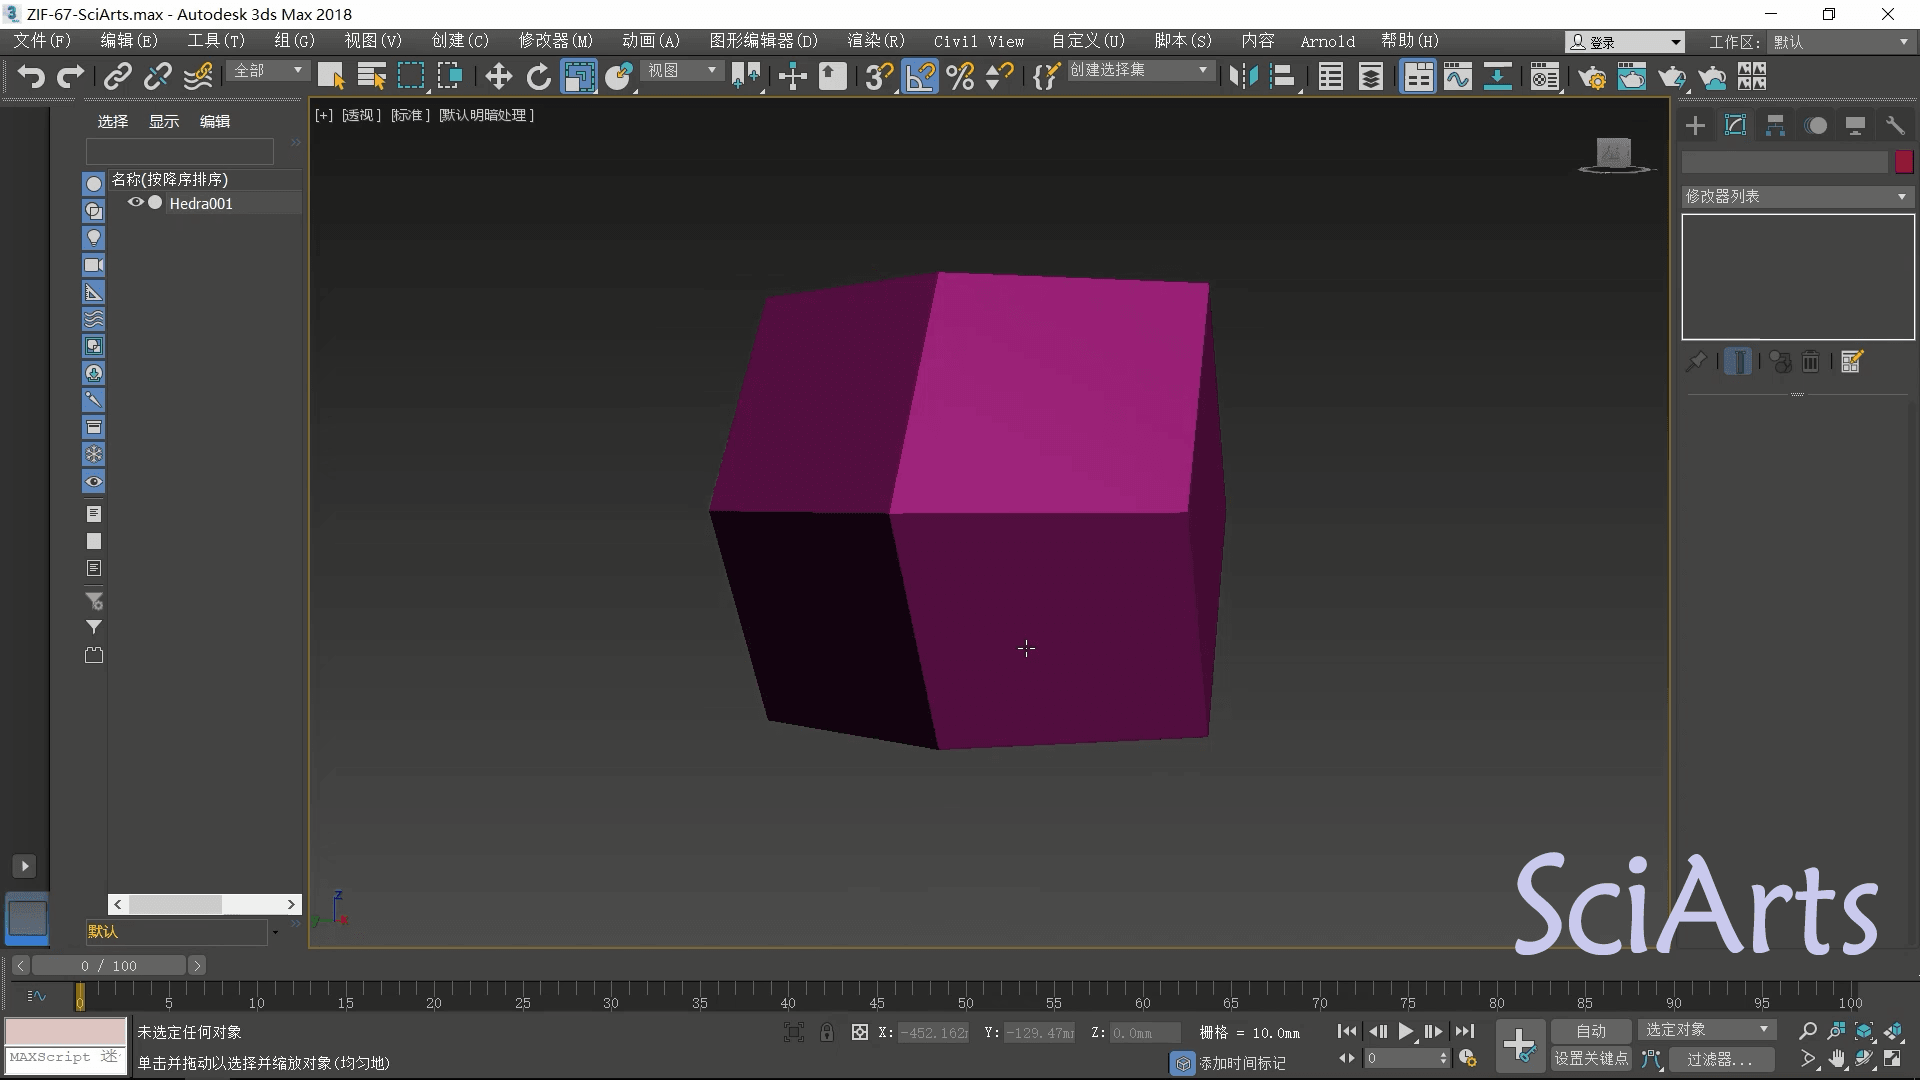 ZIF-67-SciArts.max - Autodesk 3ds Max 2018
文件(F) 编辑(E) 工具(T) 组(G) 视图(V) 创建(C) 修改器(M) 动画(A) 图形编辑器(D) 渲染(R) Civil View 自定义(U) 脚本(S) 内容 Arnold 帮助(H) 登录 工作区: 默认
全部 视图 创建选择集
选择 显示 编辑
[+] [透视] [标准] [默认明暗处理]
名称(按降序排序)
Hedra001
修改器列表
SciArts
z
x
y
默认
0 / 100
0 5 10 15 20 25 30 35 40 45 50 55 60 65 70 75 80 85 90 95 100
未选定任何对象 X: -452.162 Y: -129.47m Z: 0.0mm 栅格 = 10.0mm 自动 选定对象
MAXScript 迷 单击并拖动以选择并缩放对象(均匀地) 添加时间标记 0 设置关键点 过滤器...